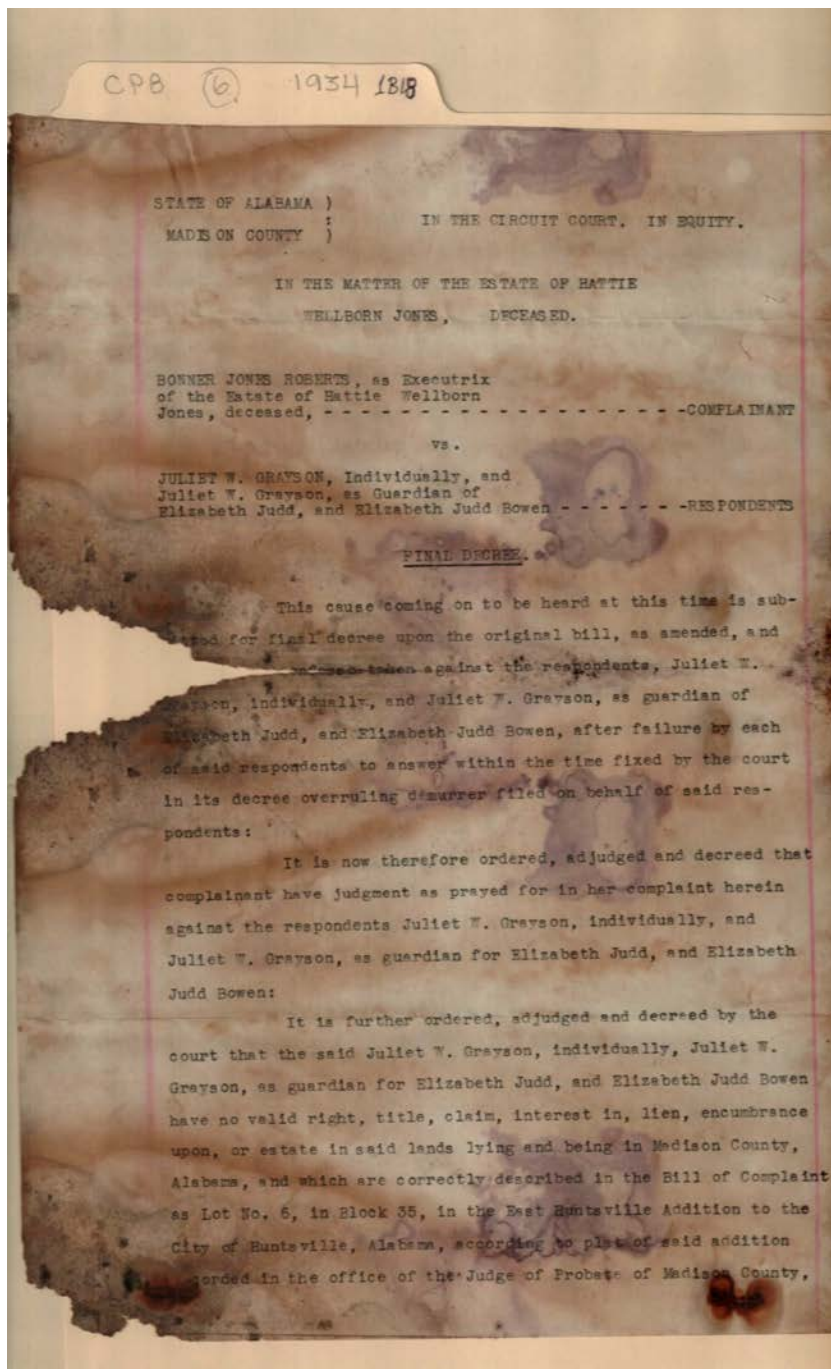 CPB 6 1934 1318
STATE OF ALABAMA )
:
MADISON COUNTY )
IN THE CIRCUIT COURT. IN EQUITY.
IN THE MATTER OF THE ESTATE OF HATTIE
WELLBORN JONES, DECEASED.
BONNER JONES ROBERTS, as Executrix
of the Estate of Hattie Wellborn
Jones, deceased, - - - - - - - - - - - - - - - - - - - -COMPLAINANT
vs.
JULIET W. GRAYSON, Individually, and
Juliet W. Grayson, as Guardian of
Elizabeth Judd, and Elizabeth Judd Bowen - - - - - - - -RESPONDENTS
FINAL DECREE.
This cause coming on to be heard at this time is sub-
for final decree upon the original bill, as amended, and
taken against the respondents, Juliet W.
Grayson, individually, and Juliet W. Grayson, as guardian of
Elizabeth Judd, and Elizabeth Judd Bowen, after failure by each
of said respondents to answer within the time fixed by the court
in its decree overruling demurrer filed on behalf of said res-
pondents:
It is now therefore ordered, adjudged and decreed that
complainant have judgment as prayed for in her complaint herein
against the respondents Juliet W. Grayson, individually, and
Juliet W. Grayson, as guardian for Elizabeth Judd, and Elizabeth
Judd Bowen:
It is further ordered, adjudged and decreed by the
court that the said Juliet W. Grayson, individually, Juliet W.
Grayson, as guardian for Elizabeth Judd, and Elizabeth Judd Bowen
have no valid right, title, claim, interest in, lien, encumbrance
upon, or estate in said lands lying and being in Madison County,
Alabama, and which are correctly described in the Bill of Complaint
as Lot No. 6, in Block 35, in the East Huntsville Addition to the
City of Huntsville, Alabama, according to plat of said addition
orded in the office of the Judge of Probate of Madison County,